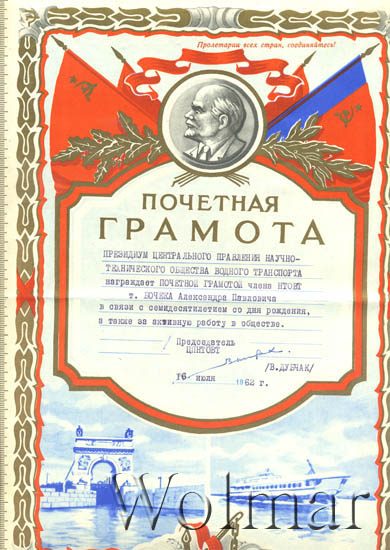 Пролетарии всех стран, соединяйтесь!
ПОЧЕТНАЯ
ГРАМОТА
ПРЕЗИДИУМ ЦЕНТРАЛЬНОГО ПРАВЛЕНИЯ НАУЧНО-
ТЕХНИЧЕСКОГО ОБЩЕСТВА ВОДНОГО ТРАНСПОРТА
награждает ПОЧЕТНОЙ ГРАМОТОЙ члена НТОВТ
т. Александра Павловича
в связи с семидесятилетием со дня рождения,
а также за активную работу в обществе.
Председатель
ЦПНТОВТ
/В.ДУБЧАК/
16 июля 1962 г.
Wolmar